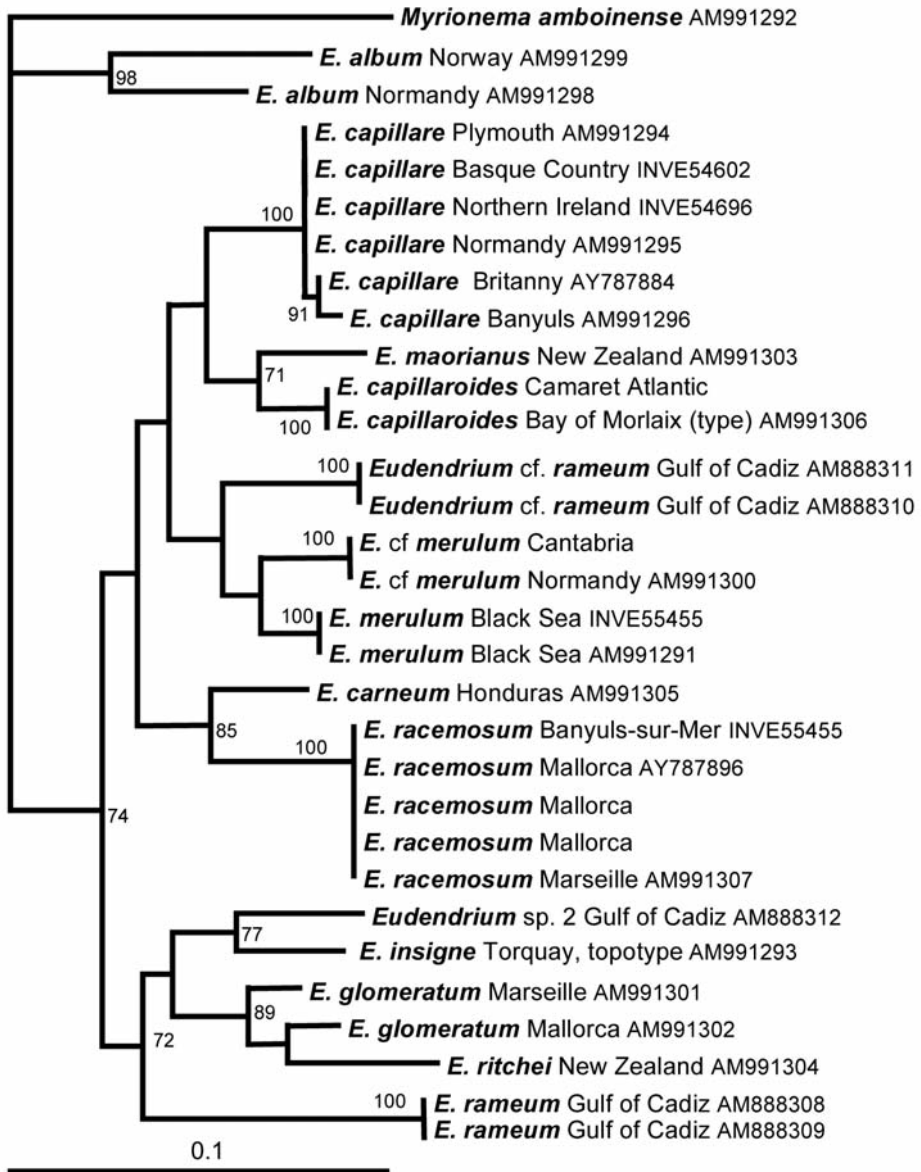 Myrionema amboinense AM991292
E. album Norway AM991299
98
E. album Normandy AM991298
E. capillare Plymouth AM991294
E. capillare Basque Country INVE54602
E. capillare Northern Ireland INVE54696
100
E. capillare Normandy AM991295
E. capillare Britanny AY787884
91
E. capillare Banyuls AM991296
E. maorianus New Zealand AM991303
71
E. capillaroides Camaret Atlantic
100
E. capillaroides Bay of Morlaix (type) AM991306
100
Eudendrium cf. rameum Gulf of Cadiz AM888311
Eudendrium cf. rameum Gulf of Cadiz AM888310
100
E. cf merulum Cantabria
E. cf merulum Normandy AM991300
100
E. merulum Black Sea INVE55455
E. merulum Black Sea AM991291
E. carneum Honduras AM991305
85
E. racemosum Banyuls-sur-Mer INVE55455
100
E. racemosum Mallorca AY787896
E. racemosum Mallorca
74
E. racemosum Mallorca
E. racemosum Marseille AM991307
Eudendrium sp. 2 Gulf of Cadiz AM888312
77
E. insigne Torquay, topotype AM991293
E. glomeratum Marseille AM991301
89
E. glomeratum Mallorca AM991302
72
E. ritchei New Zealand AM991304
100
E. rameum Gulf of Cadiz AM888308
E. rameum Gulf of Cadiz AM888309
0.1